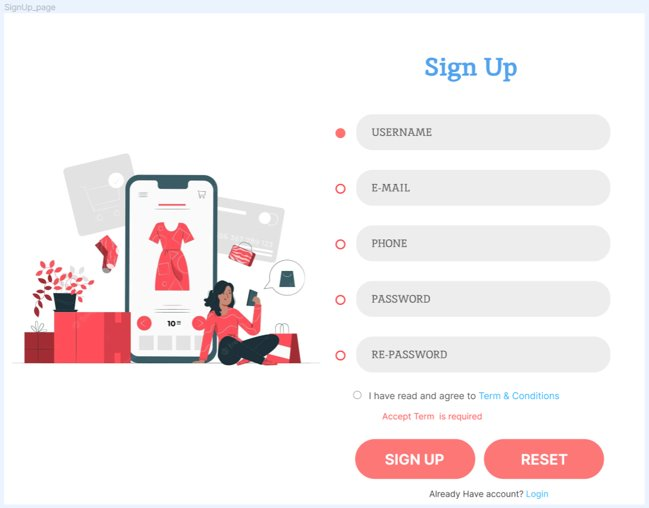 SignUp_page
Sign Up
USERNAME
E-MAIL
PHONE
PASSWORD
RE-PASSWORD
I have read and agree to Term & Conditions
Accept Term is required
SIGN UP
RESET
Already Have account? Login
10